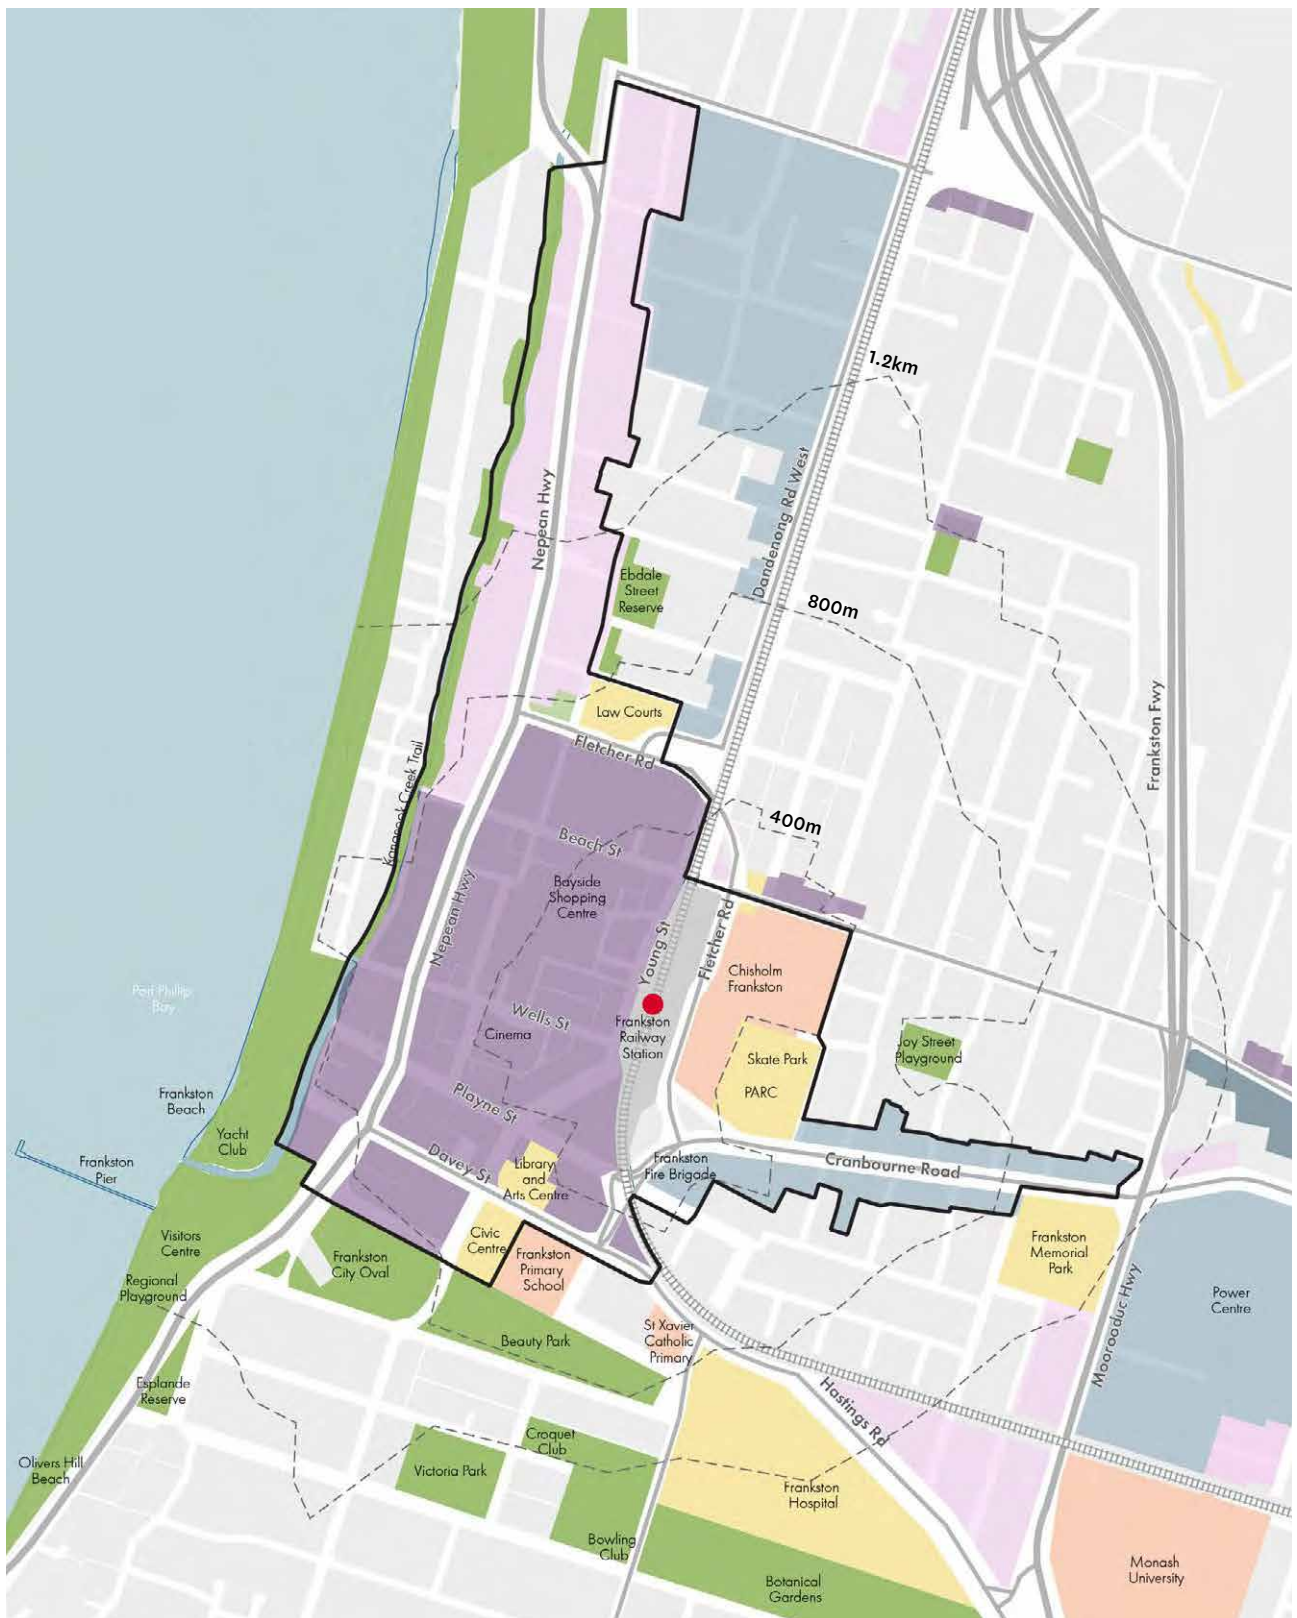 1.2km
Nepean Hwy
Dandenong Rd West
800m
Ebdale
Street
Reserve
Law Courts
Fletcher Rd
Frankston Fwy
Kananook Creek Trail
400m
Beach St
Bayside
Shopping
Centre
Nepean Hwy
Young St
Fletcher Rd
Chisholm
Frankston
Port Phillip
Bay
Wells St
Cinema
Frankston
Railway
Station
Skate Park
PARC
Joy Street
Playground
Playne St
Frankston
Beach
Yacht
Club
Frankston
Pier
Davey St
Library
and
Arts Centre
Frankston
Fire Brigade
Cranbourne Road
Visitors
Centre
Regional
Playground
Frankston
City Oval
Civic
Centre
Frankston
Primary
School
Frankston
Memorial
Park
Moorooduc Hwy
Power
Centre
Beauty Park
St Xavier
Catholic
Primary
Esplande
Reserve
Hastings Rd
Olivers Hill
Beach
Croquet
Club
Victoria Park
Frankston
Hospital
Bowling
Club
Botanical
Gardens
Monash
University